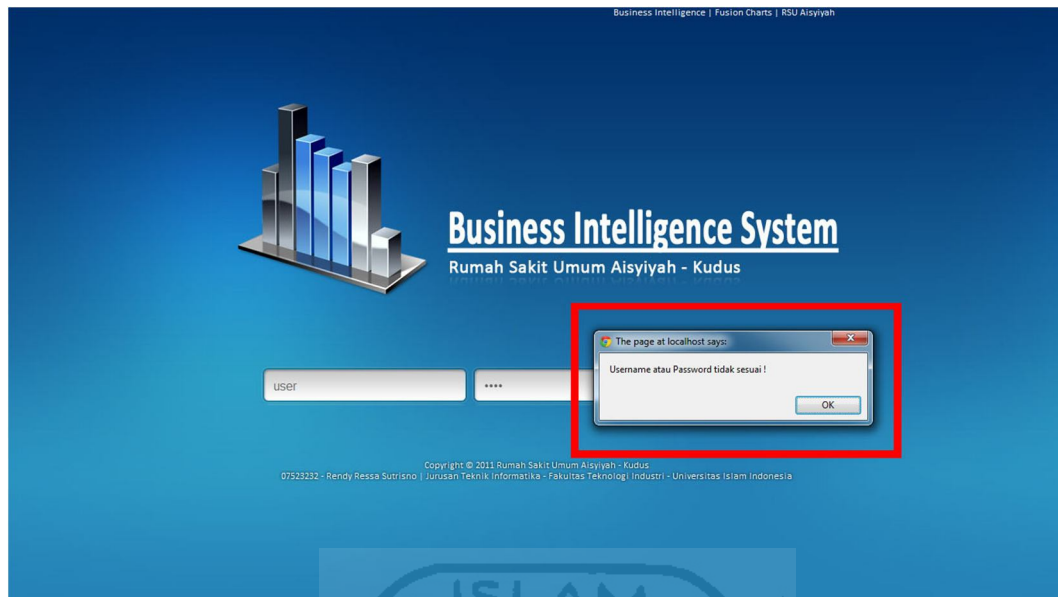 Business Intelligence | Fusion Charts | RSU Aisyiyah
Business Intelligence System
Rumah Sakit Umum Aisyiyah - Kudus
The page at localhost says:
Username atau Password tidak sesuai !
user
••••
OK
Copyright © 2011 Rumah Sakit Umum Aisyiyah - Kudus
07523232 - Rendy Ressa Sutrisno | Jurusan Teknik Informatika - Fakultas Teknologi Industri - Universitas Islam Indonesia
ISLAM